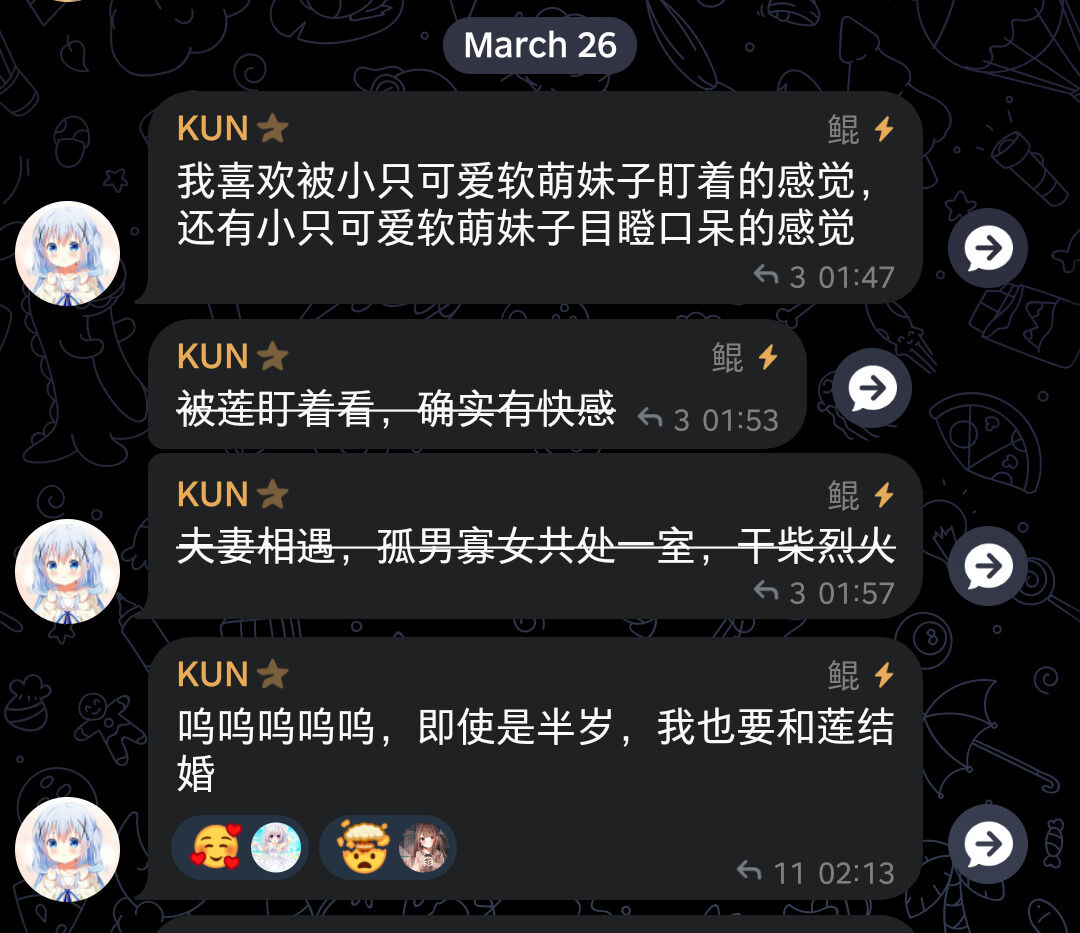 March 26
KUN 鲲
我喜欢被小只可爱软萌妹子盯着的感觉，
还有小只可爱软萌妹子目瞪口呆的感觉
3 01:47
KUN 鲲
被莲盯着看，确实有快感 3 01:53
KUN 鲲
夫妻相遇，孤男寡女共处一室，干柴烈火
3 01:57
KUN 鲲
呜呜呜呜呜，即使是半岁，我也要和莲结
婚
11 02:13